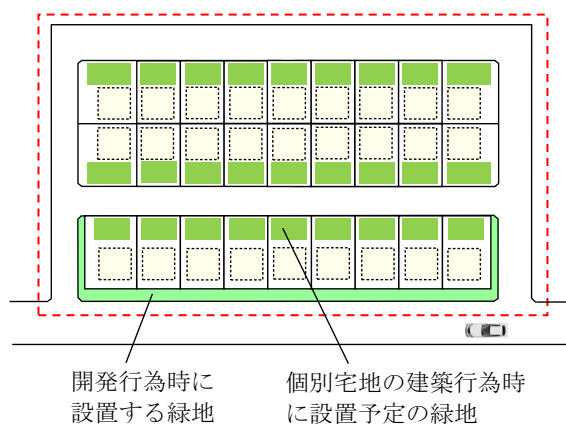 開発行為時に
設置する緑地
個別宅地の建築行為時
に設置予定の緑地